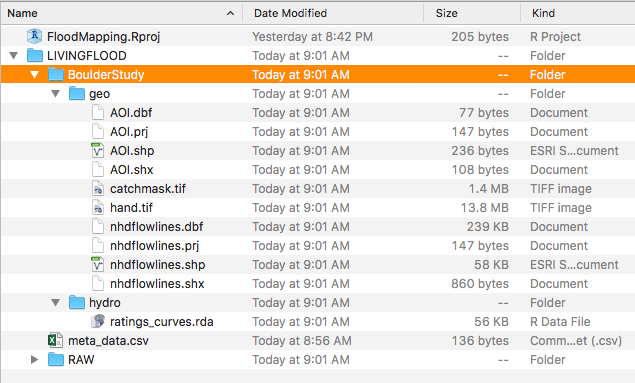 Name Date Modified Size Kind
FloodMapping.Rproj Yesterday at 8:42 PM 205 bytes R Project
LIVINGFLOOD Today at 9:01 AM -- Folder
BoulderStudy Today at 9:01 AM -- Folder
geo Today at 9:01 AM -- Folder
AOI.dbf Today at 9:01 AM 77 bytes Document
AOI.prj Today at 9:01 AM 147 bytes Document
AOI.shp Today at 9:01 AM 236 bytes ESRI S...cument
AOI.shx Today at 9:01 AM 108 bytes Document
catchmask.tif Today at 9:01 AM 1.4 MB TIFF image
hand.tif Today at 9:01 AM 13.8 MB TIFF image
nhdflowlines.dbf Today at 9:01 AM 239 KB Document
nhdflowlines.prj Today at 9:01 AM 147 bytes Document
nhdflowlines.shp Today at 9:01 AM 58 KB ESRI S...cument
nhdflowlines.shx Today at 9:01 AM 860 bytes Document
hydro Today at 9:01 AM -- Folder
ratings_curves.rda Today at 9:01 AM 56 KB R Data File
meta_data.csv Today at 8:56 AM 136 bytes Comm...et (.csv)
RAW Today at 9:01 AM -- Folder